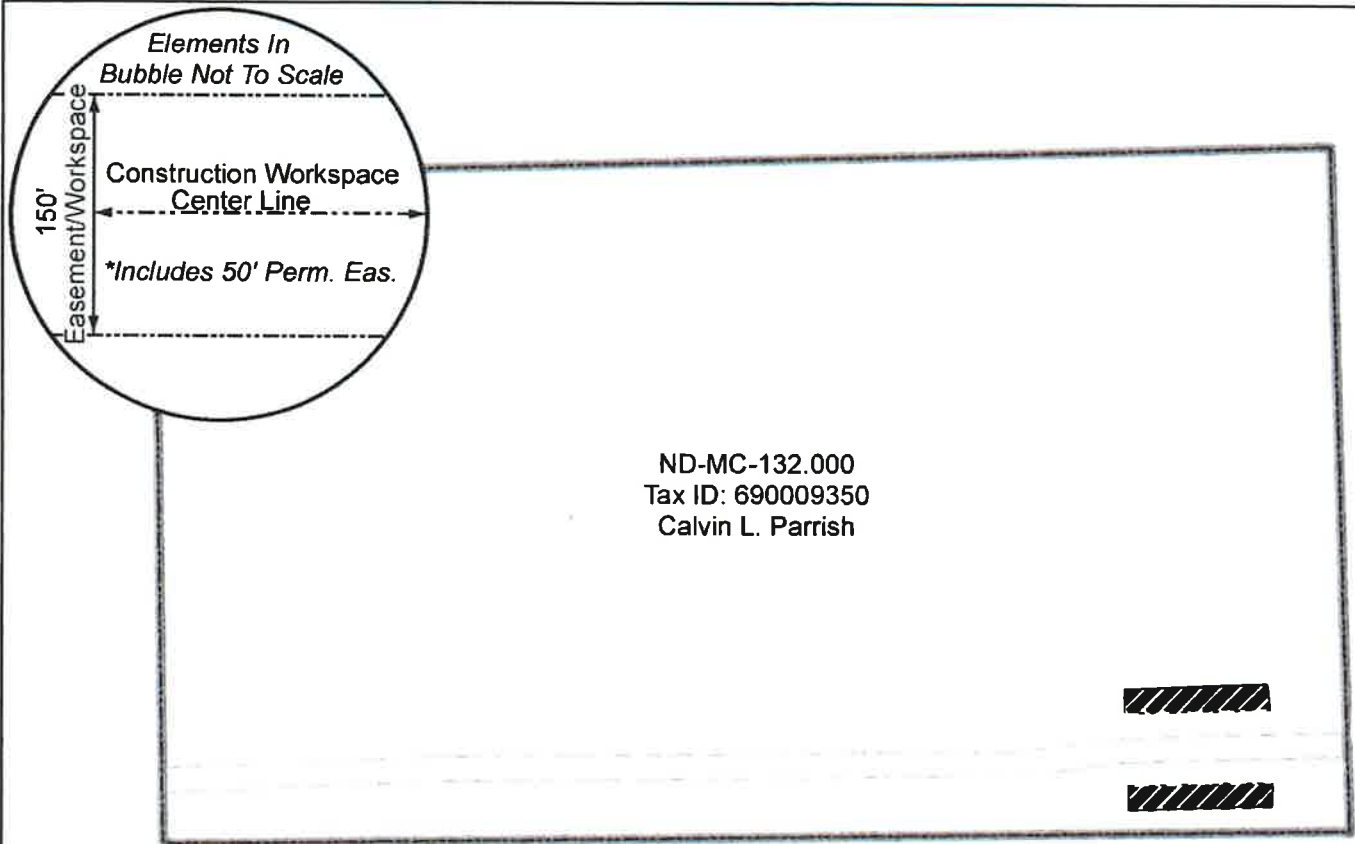 Elements In
Bubble Not To Scale
150'
Easement/Workspace
Construction Workspace
Center Line
*Includes 50' Perm. Eas.
ND-MC-132.000
Tax ID: 690009350
Calvin L. Parrish